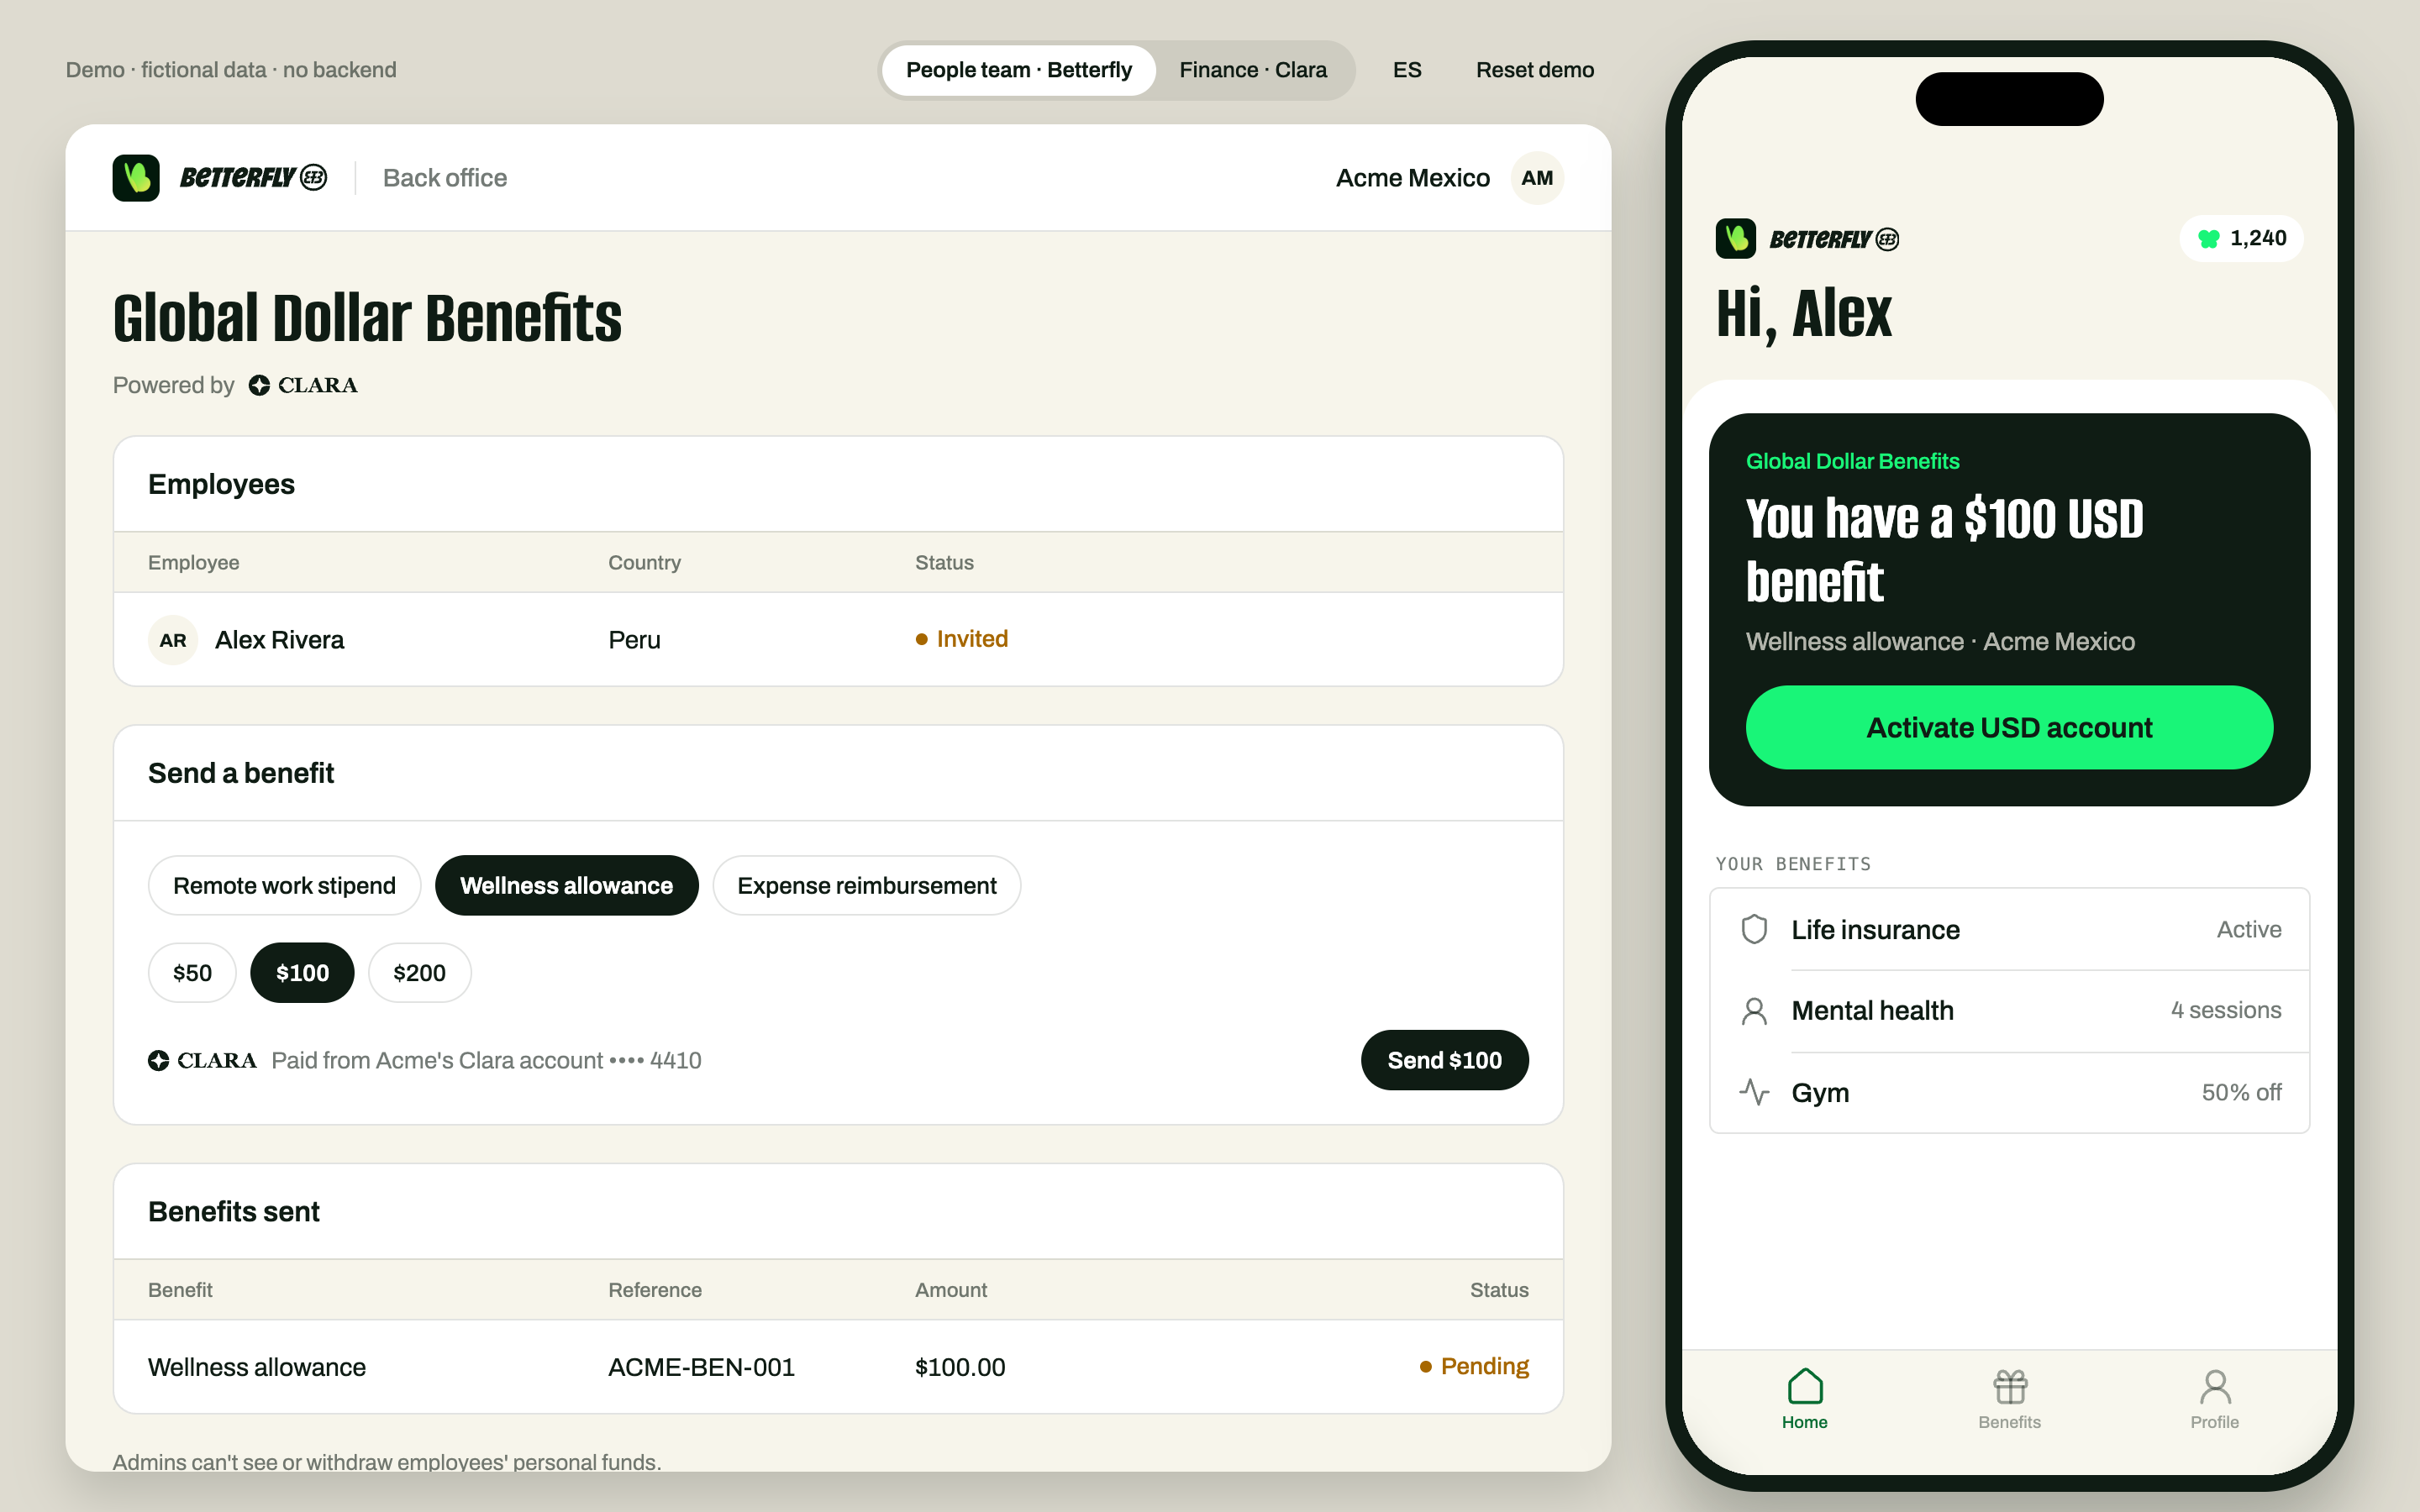 Demo · fictional data · no backend
People team · Betterfly
Finance · Clara
ES
Reset demo
BETTERFLY
Back office
Acme Mexico
AM
Global Dollar Benefits
Powered by CLARA
Employees
Employee
Country
Status
AR
Alex Rivera
Peru
Invited
Send a benefit
Remote work stipend
Wellness allowance
Expense reimbursement
$50
$100
$200
CLARA Paid from Acme's Clara account •••• 4410
Send $100
Benefits sent
Benefit
Reference
Amount
Status
Wellness allowance
ACME-BEN-001
$100.00
Pending
Admins can't see or withdraw employees' personal funds.
BETTERFLY
1,240
Hi, Alex
Global Dollar Benefits
You have a $100 USD
benefit
Wellness allowance · Acme Mexico
Activate USD account
YOUR BENEFITS
Life insurance
Active
Mental health
4 sessions
Gym
50% off
Home
Benefits
Profile